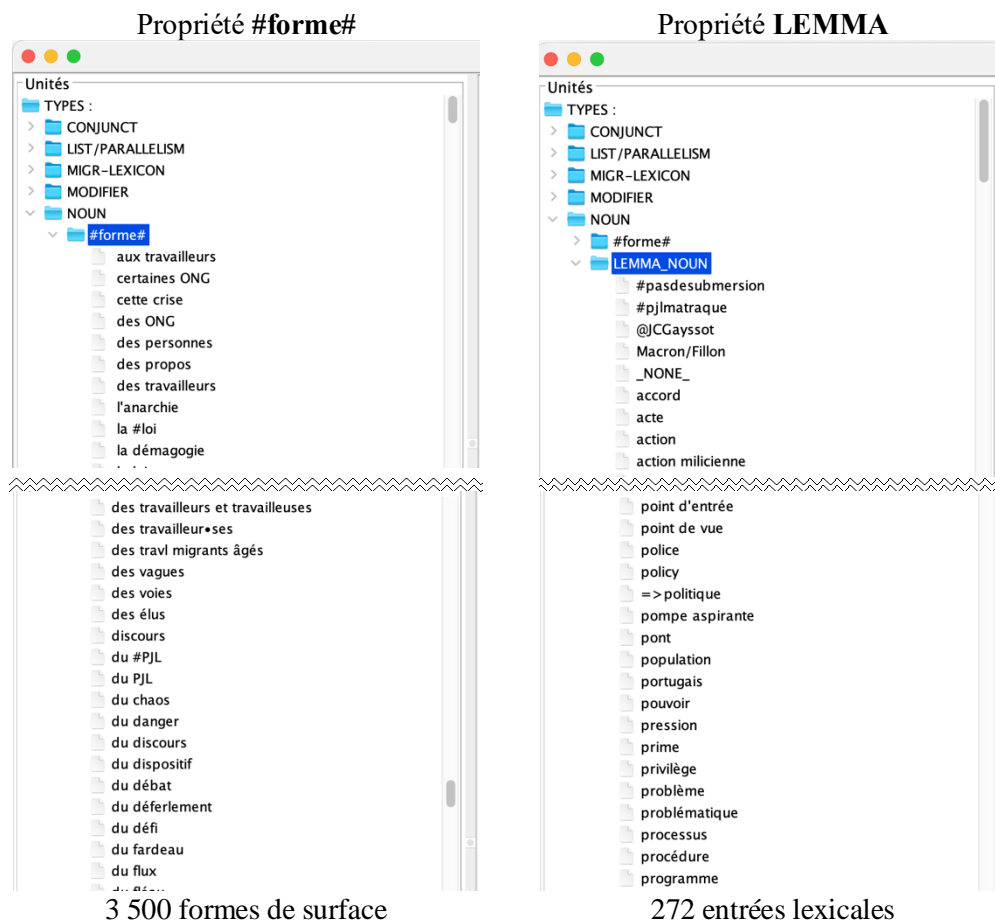 Propriété #forme#
Unités
TYPES :
CONJUNCT
LIST/PARALLELISM
MIGR-LEXICON
MODIFIER
NOUN
#forme#
aux travailleurs
certaines ONG
cette crise
des ONG
des personnes
des propos
des travailleurs
l'anarchie
la #loi
la démagogie
des travailleurs et travailleuses
des travailleur•ses
des travl migrants âgés
des vagues
des voies
des élus
discours
du #PJL
du PJL
du chaos
du danger
du discours
du dispositif
du débat
du déferlement
du défi
du fardeau
du flux
3 500 formes de surface
Propriété LEMMA
Unités
TYPES :
CONJUNCT
LIST/PARALLELISM
MIGR-LEXICON
MODIFIER
NOUN
#forme#
LEMMA_NOUN
#pasdesubmersion
#pjlmatraque
@JCGayssot
Macron/Fillon
_NONE_
accord
acte
action
action milicienne
point d'entrée
point de vue
police
policy
=>politique
pompe aspirante
pont
population
portugais
pouvoir
pression
prime
privilège
problème
problématique
processus
procédure
programme
272 entrées lexicales